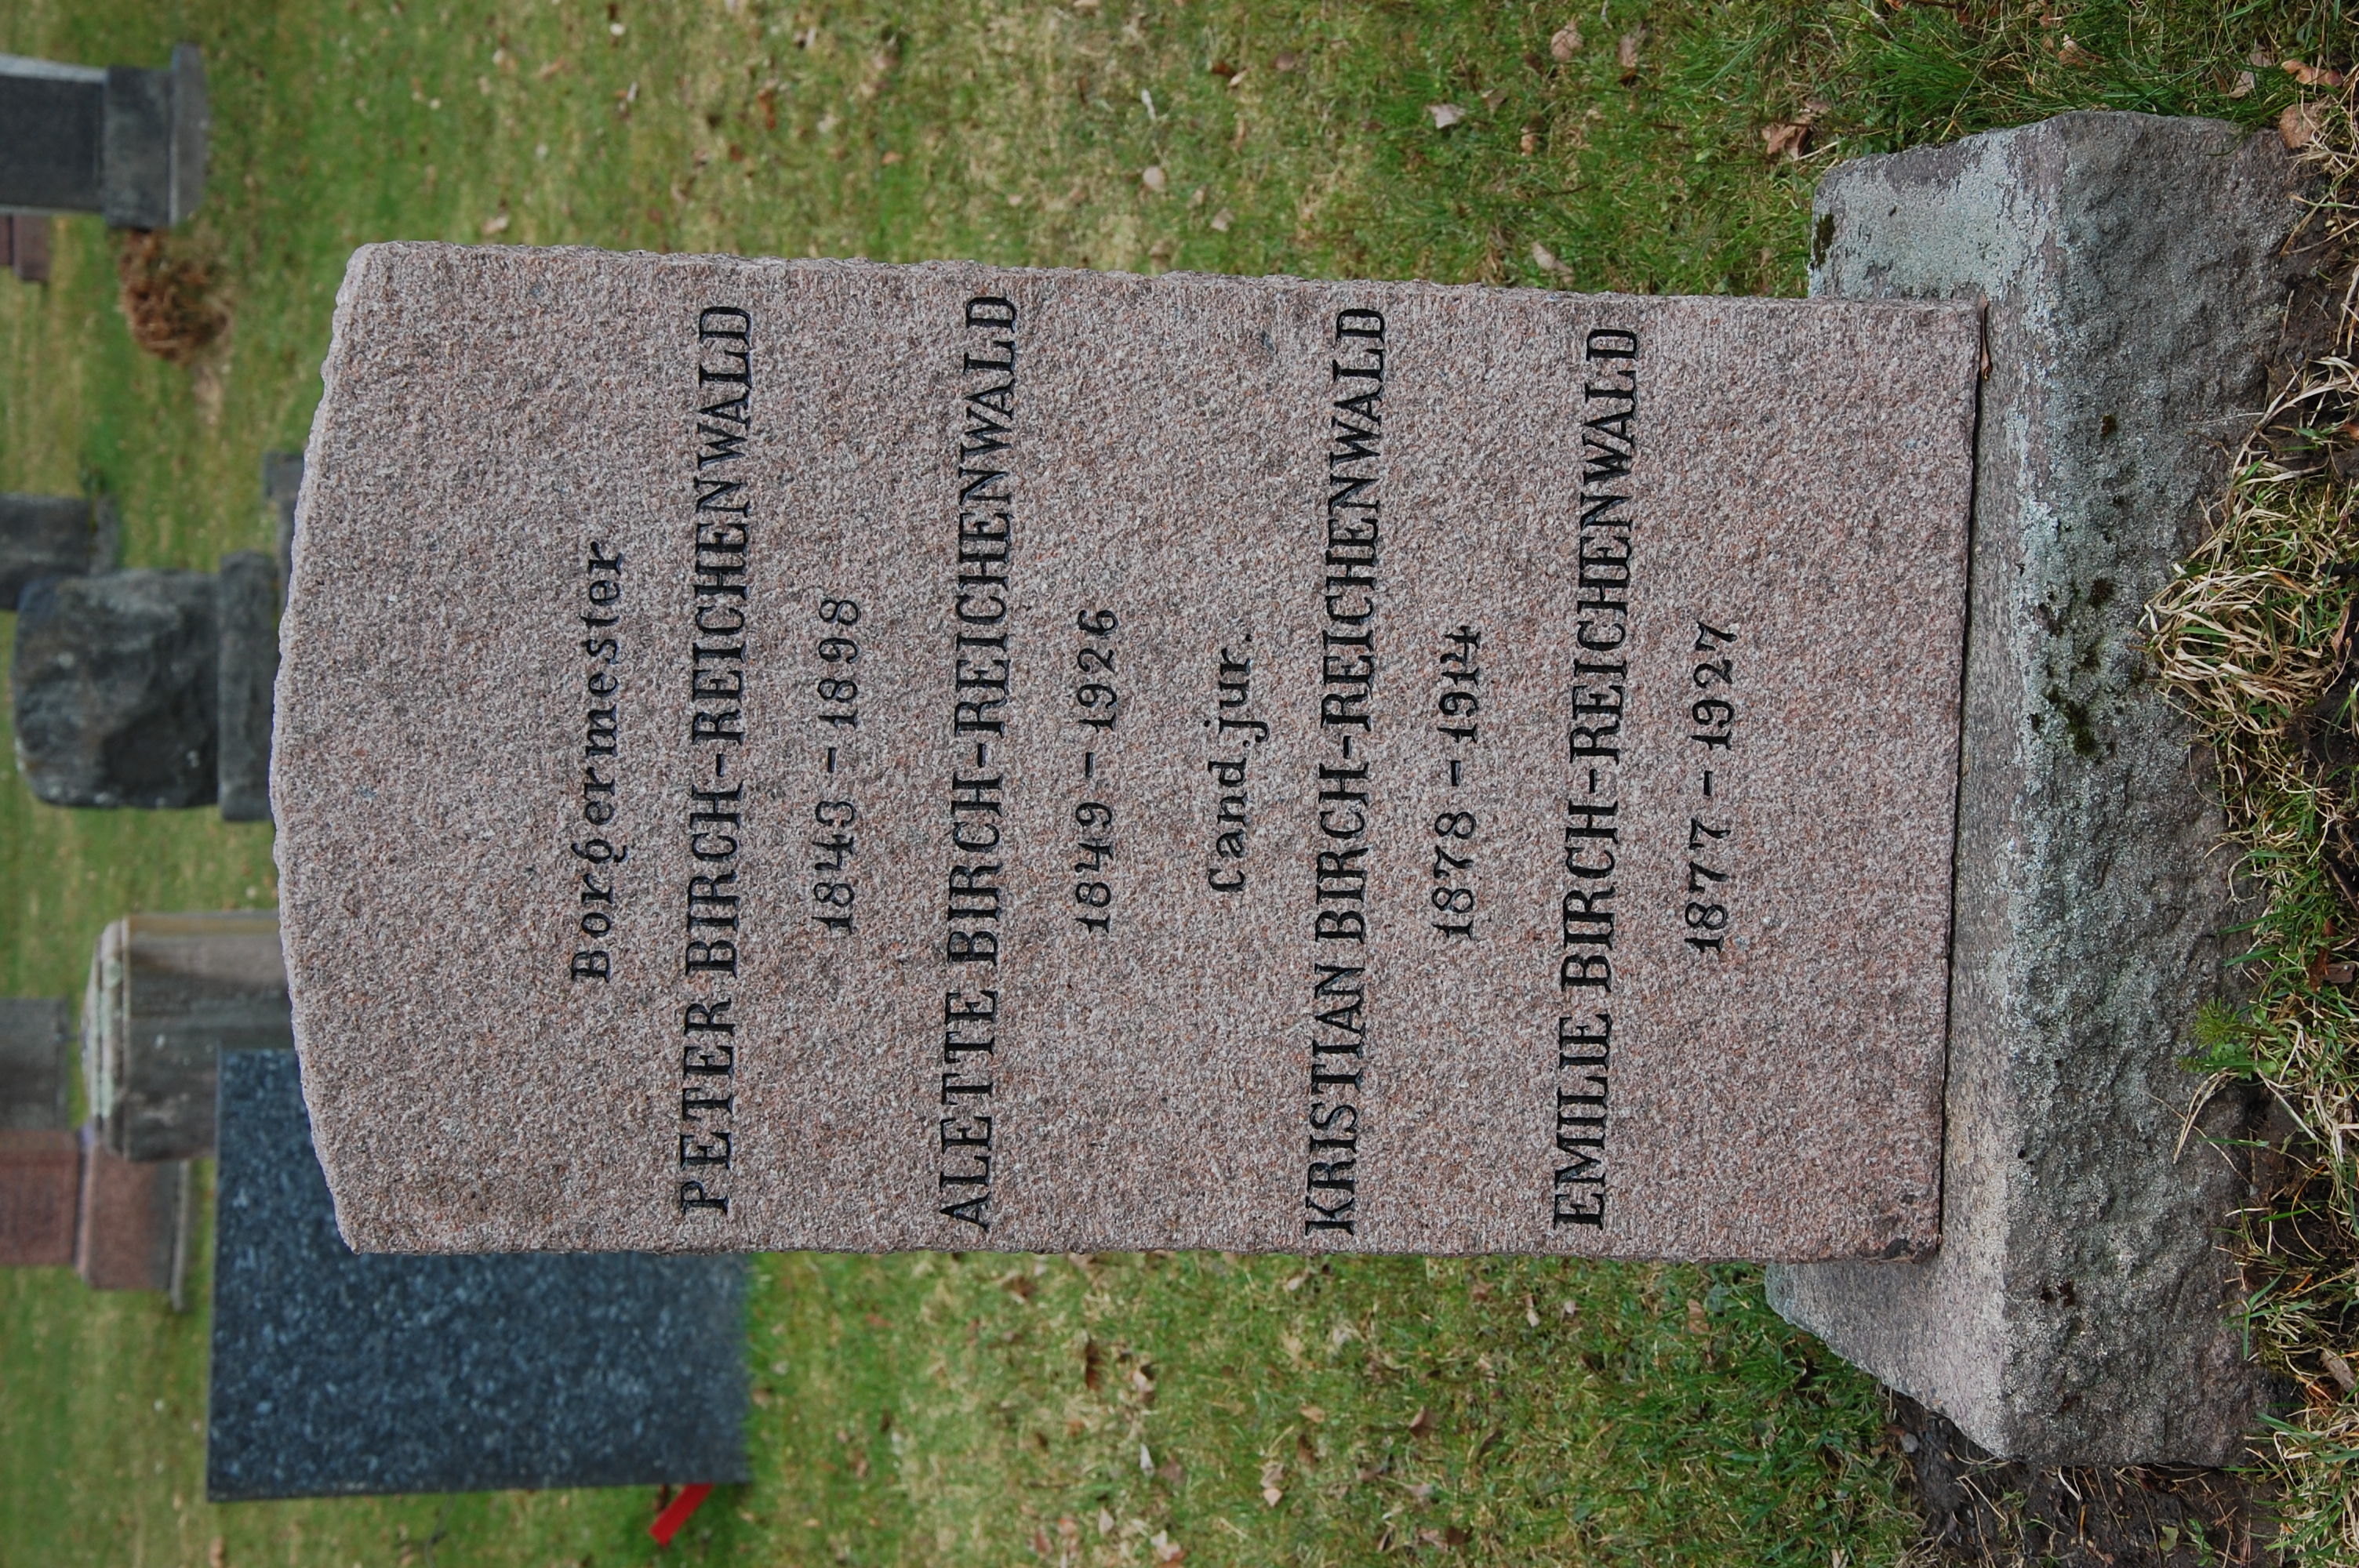 Borgermester
PETER BIRCH-REICHENWALD
1843 - 1898
ALETTE BIRCH-REICHENWALD
1849 - 1926
Cand.jur.
KRISTIAN BIRCH-REICHENWALD
1878 - 1914
EMILIE BIRCH-REICHENWALD
1877 - 1927